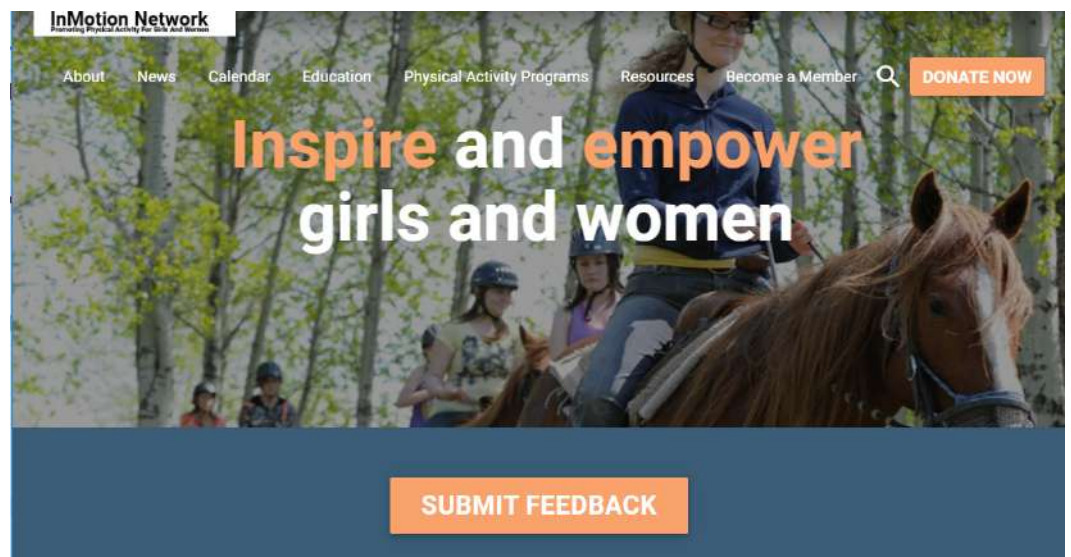 InMotion Network
Promoting Physical Activity For Girls And Women
About News Calendar Education Physical Activity Programs Resources Become a Member DONATE NOW
Inspire and empower
girls and women
SUBMIT FEEDBACK